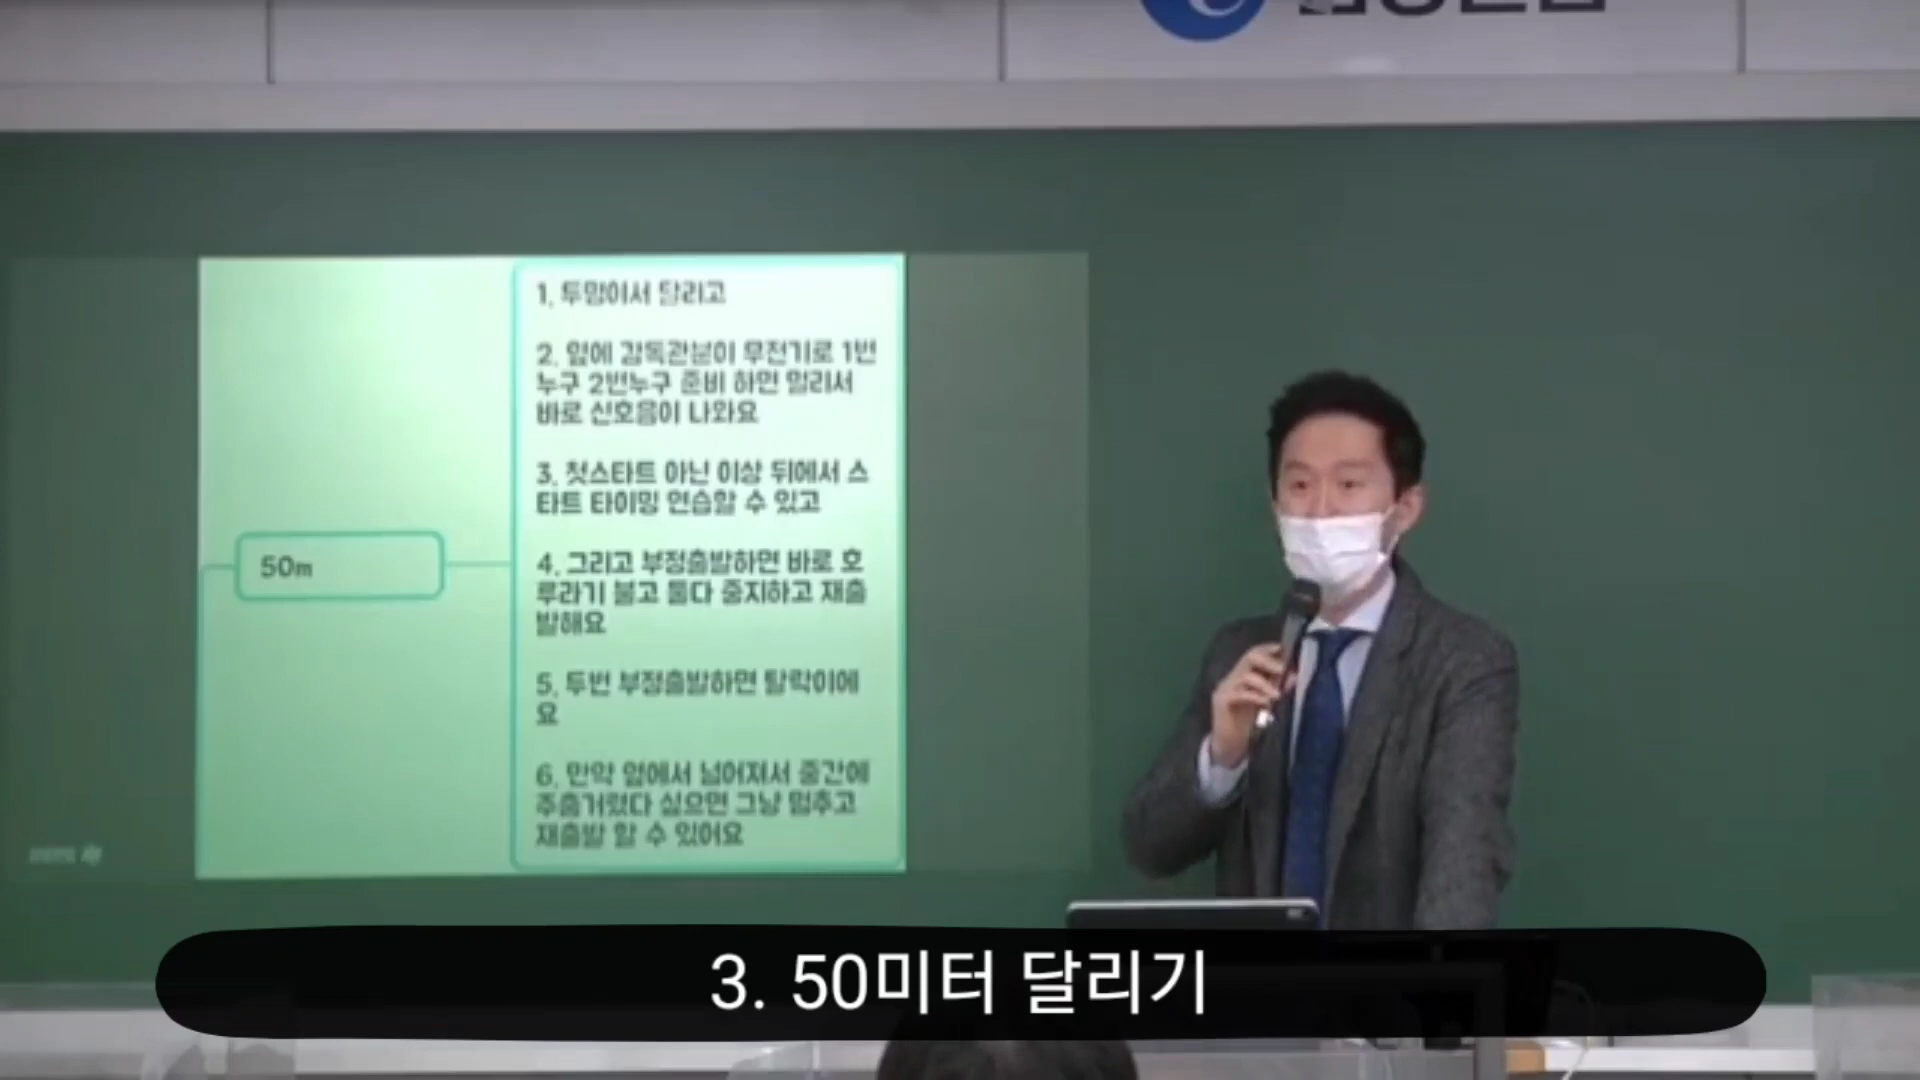 50m
1, 두명이서 달리고
2, 옆에 감독관분이 무전기로 1번
누구 2번누구 준비 하면 멀리서
바로 신호음이 나와요
3, 첫스타트 아닌 이상 뒤에서 스
타트 타이밍 연습할 수 있고
4, 그리고 부정출발하면 바로 호
루라기 불고 둘다 중지하고 재출
발해요
5, 두번 부정출발하면 탈락이에
요
6, 만약 옆에서 넘어져서 중간에
주춤거렸다 싶으면 그냥 멈추고
재출발 할 수 있어요
3. 50미터 달리기